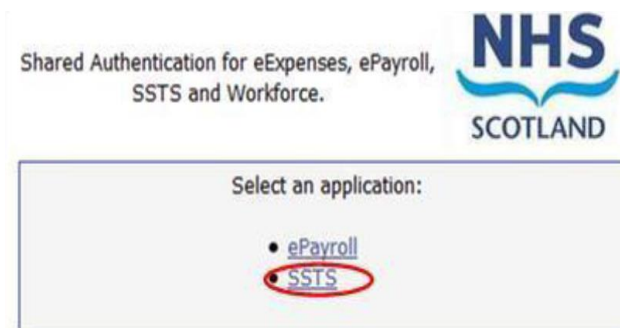 Shared Authentication for eExpenses, ePayroll,
SSTS and Workforce.
NHS
SCOTLAND
Select an application:
• ePayroll
• SSTS